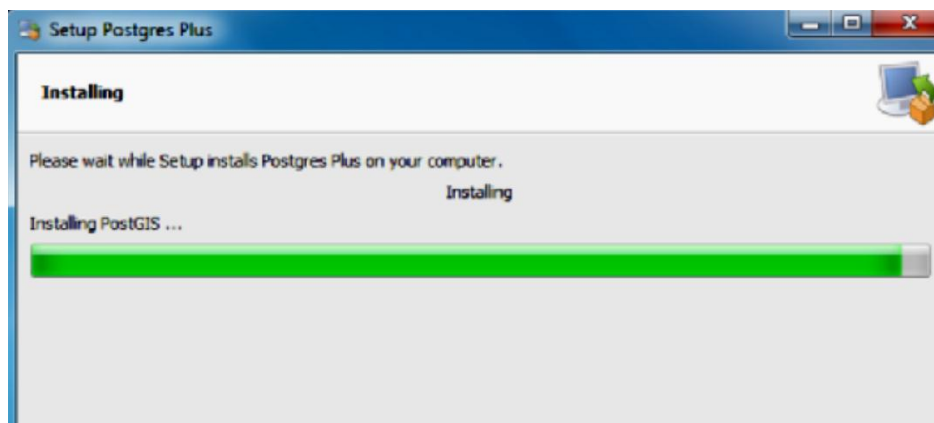 Setup Postgres Plus
Installing
Please wait while Setup installs Postgres Plus on your computer.
Installing
Installing PostGIS ...